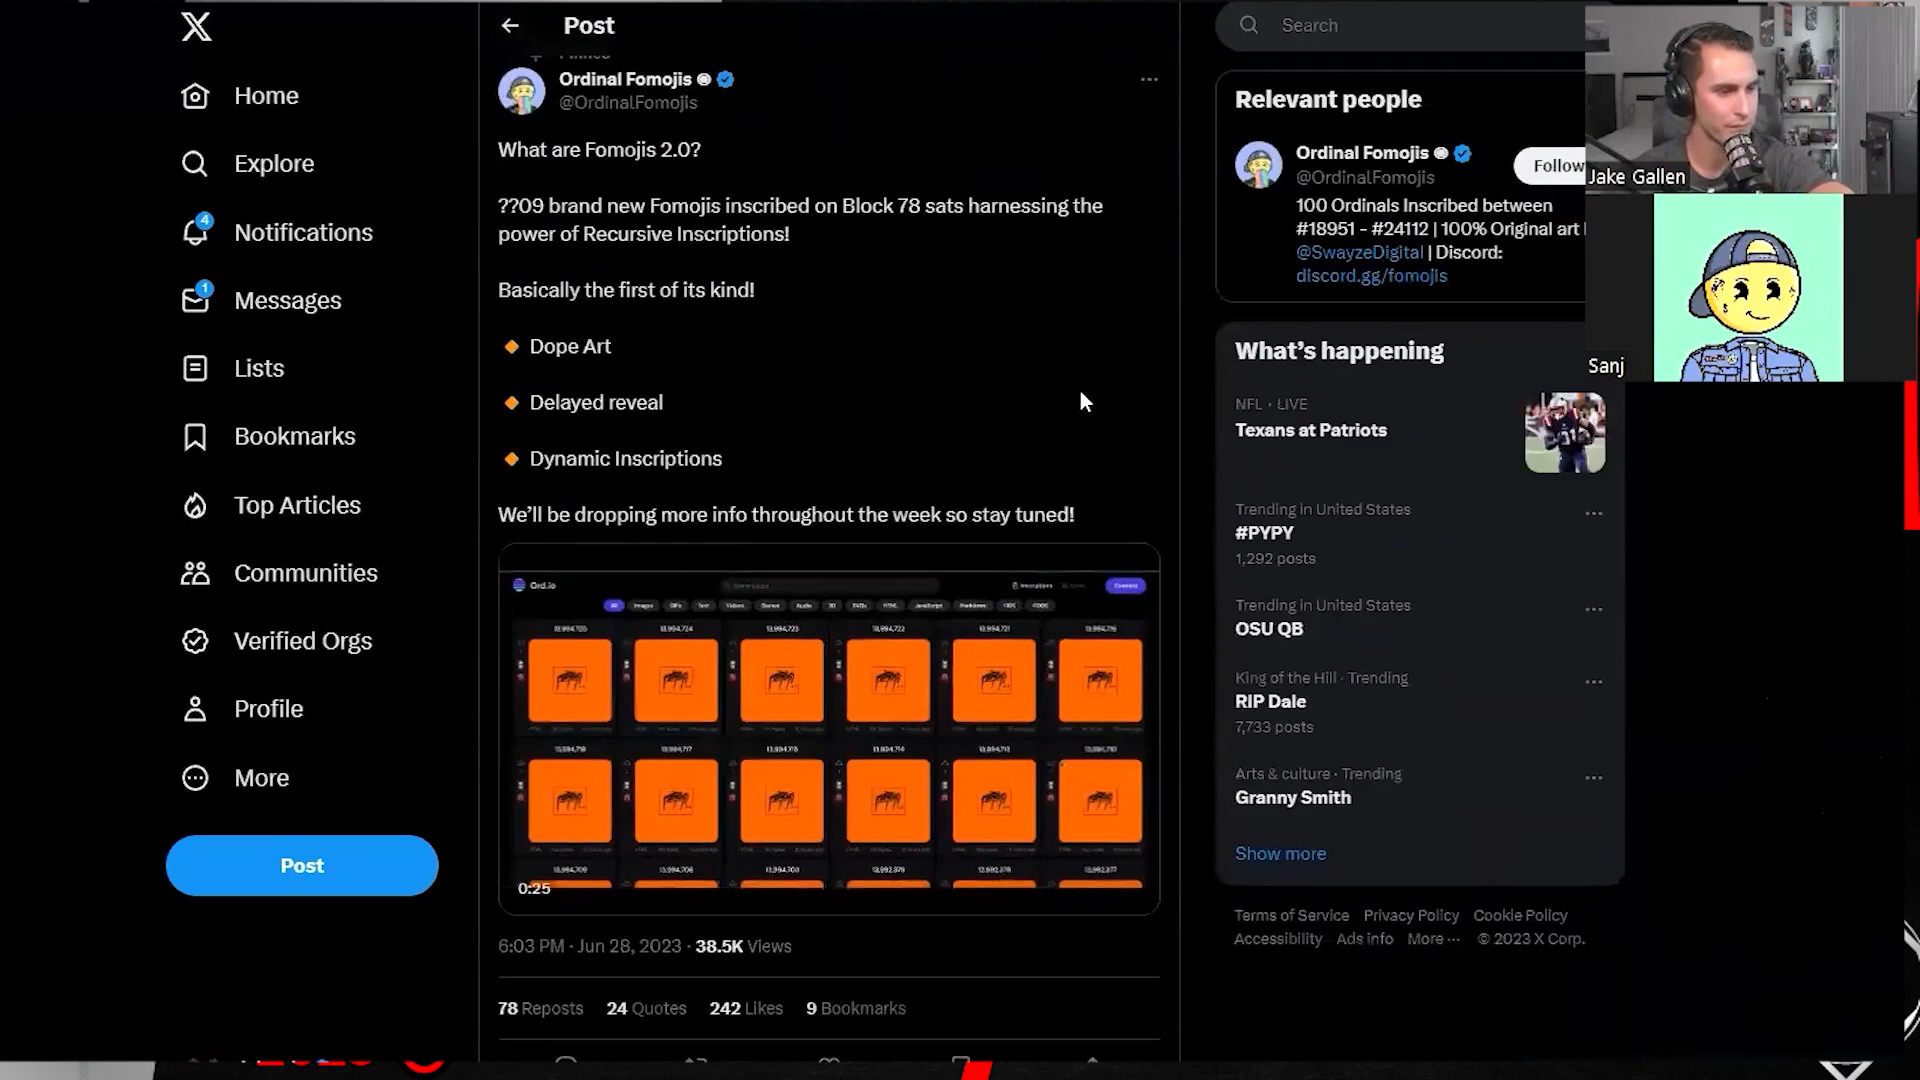 Home
Explore
4
Notifications
1
Messages
Lists
Bookmarks
Top Articles
Communities
Verified Orgs
Profile
More
Post
Post
Ordinal Fomojis
@OrdinalFomojis
What are Fomojis 2.0?
??09 brand new Fomojis inscribed on Block 78 sats harnessing the
power of Recursive Inscriptions!
Basically the first of its kind!
Dope Art
Delayed reveal
Dynamic Inscriptions
We'll be dropping more info throughout the week so stay tuned!
Ord.io
0:25
6:03 PM · Jun 28, 2023 · 38.5K Views
78 Reposts 24 Quotes 242 Likes 9 Bookmarks
Search
Relevant people
Ordinal Fomojis
@OrdinalFomojis
Follow
100 Ordinals Inscribed between
#18951 - #24112 | 100% Original art
@SwayzeDigital | Discord:
discord.gg/fomojis
What's happening
NFL · LIVE
Texans at Patriots
Trending in United States
#PYPY
1,292 posts
Trending in United States
OSU QB
King of the Hill · Trending
RIP Dale
7,733 posts
Arts & culture · Trending
Granny Smith
Show more
Terms of Service Privacy Policy Cookie Policy
Accessibility Ads info More ··· © 2023 X Corp.
Jake Gallen
Sanj